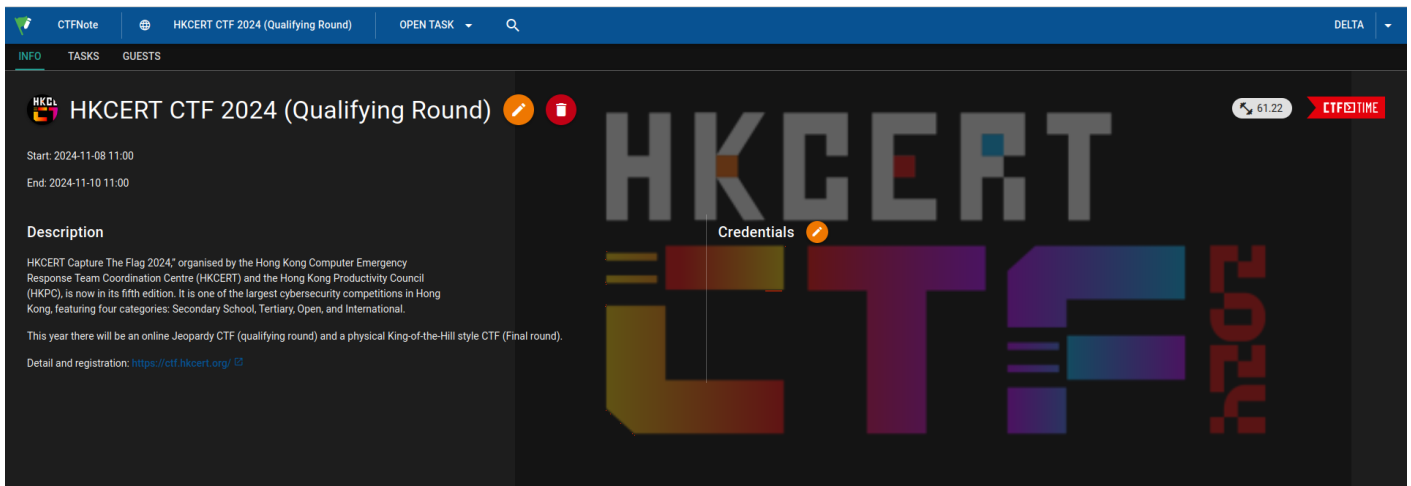 CTFNote
HKCERT CTF 2024 (Qualifying Round)
OPEN TASK
DELTA
INFO
TASKS
GUESTS
HKCERT CTF 2024 (Qualifying Round)
61.22
CTFTIME
Start: 2024-11-08 11:00
End: 2024-11-10 11:00
Description
HKCERT Capture The Flag 2024," organised by the Hong Kong Computer Emergency
Response Team Coordination Centre (HKCERT) and the Hong Kong Productivity Council
(HKPC), is now in its fifth edition. It is one of the largest cybersecurity competitions in Hong
Kong, featuring four categories: Secondary School, Tertiary, Open, and International.
This year there will be an online Jeopardy CTF (qualifying round) and a physical King-of-the-Hill style CTF (Final round).
Detail and registration: https://ctf.hkcert.org/
Credentials
HKCERT
CTF
2024